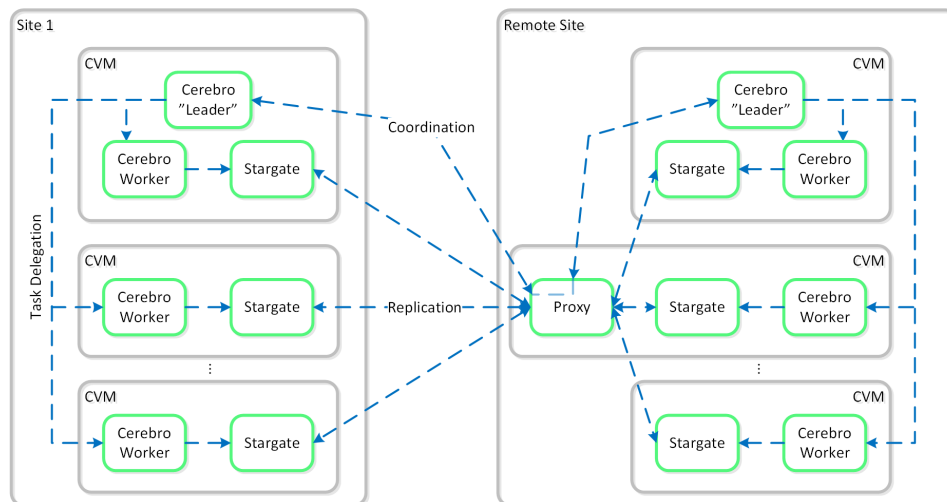 Site 1
CVM
Cerebro
"Leader"
Cerebro
Worker
Stargate
Task Delegation
CVM
Cerebro
Worker
Stargate
⋮
CVM
Cerebro
Worker
Stargate
Coordination
Replication
Remote Site
CVM
Cerebro
"Leader"
Stargate
Cerebro
Worker
CVM
Proxy
Stargate
Cerebro
Worker
⋮
CVM
Stargate
Cerebro
Worker